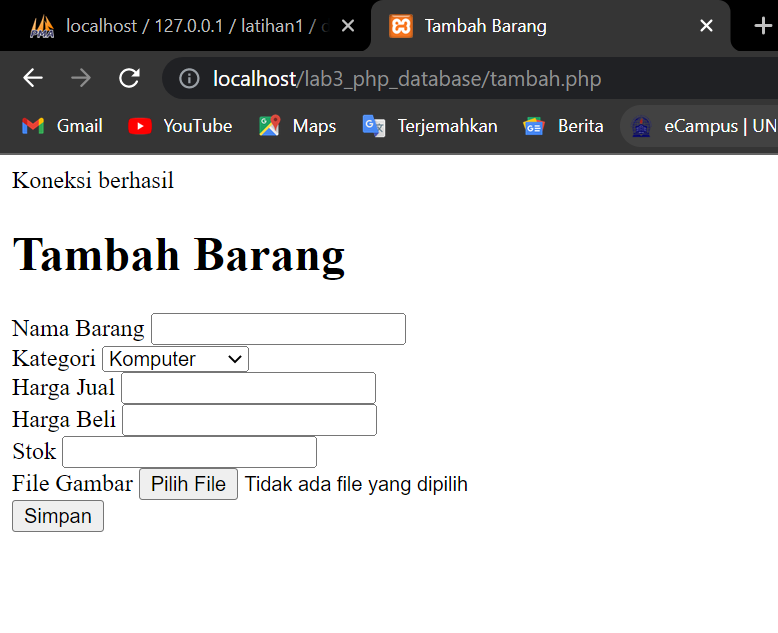 localhost / 127.0.0.1 / latihan1 / d
Tambah Barang
localhost/lab3_php_database/tambah.php
Gmail YouTube Maps Terjemahkan Berita eCampus | UN
Koneksi berhasil
Tambah Barang
Nama Barang
Kategori Komputer
Harga Jual
Harga Beli
Stok
File Gambar Pilih File Tidak ada file yang dipilih
Simpan